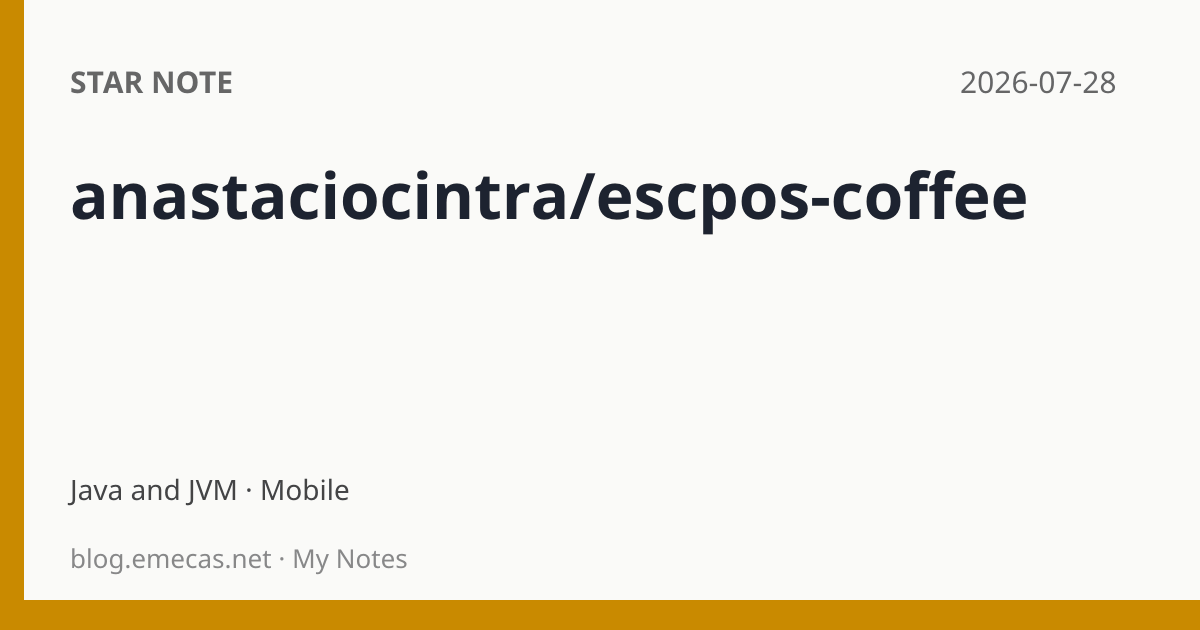 STAR NOTE
2026-07-28
anastaciocintra/escpos-coffee
Java and JVM · Mobile
blog.emecas.net · My Notes